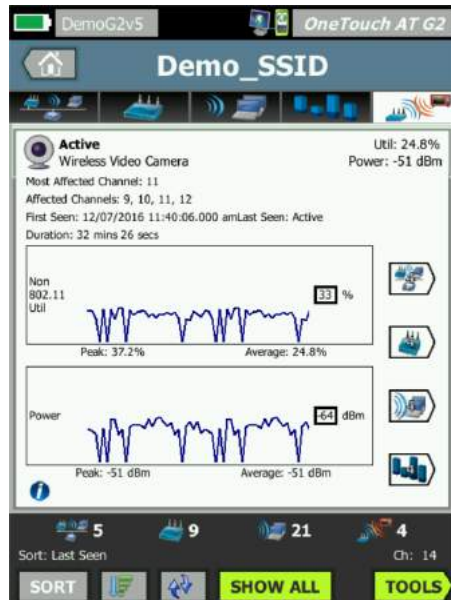 DemoG2v5
OneTouch AT G2
Demo_SSID
Active
Util: 24.8%
Wireless Video Camera
Power: -51 dBm
Most Affected Channel: 11
Affected Channels: 9, 10, 11, 12
First Seen: 12/07/2016 11:40:06.000 amLast Seen: Active
Duration: 32 mins 26 secs
Non
802.11
Util
33 %
Peak: 37.2% Average: 24.8%
Power
-64 dBm
Peak: -51 dBm Average: -51 dBm
5 9 21 4
Sort: Last Seen Ch: 14
SORT SHOW ALL TOOLS